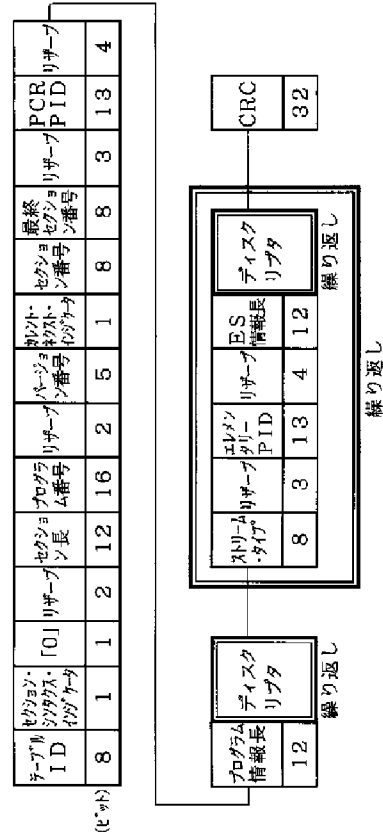 テーブルID
セクション・シンタクス・インジケータ
「0」
リザーブ
セクション長
プログラム番号
リザーブ
バージョン番号
カレント・ネクスト・インジケータ
セクション番号
最終セクション番号
リザーブ
PCR PID
リザーブ
(ビット)
8
1
1
2
12
16
2
5
1
8
8
3
13
4
プログラム情報長
ディスクリプタ
ストリーム・タイプ
リザーブ
エレメンタリーPID
リザーブ
ES情報長
ディスクリプタ
CRC
12
8
3
13
4
12
32
繰り返し
繰り返し
繰り返し